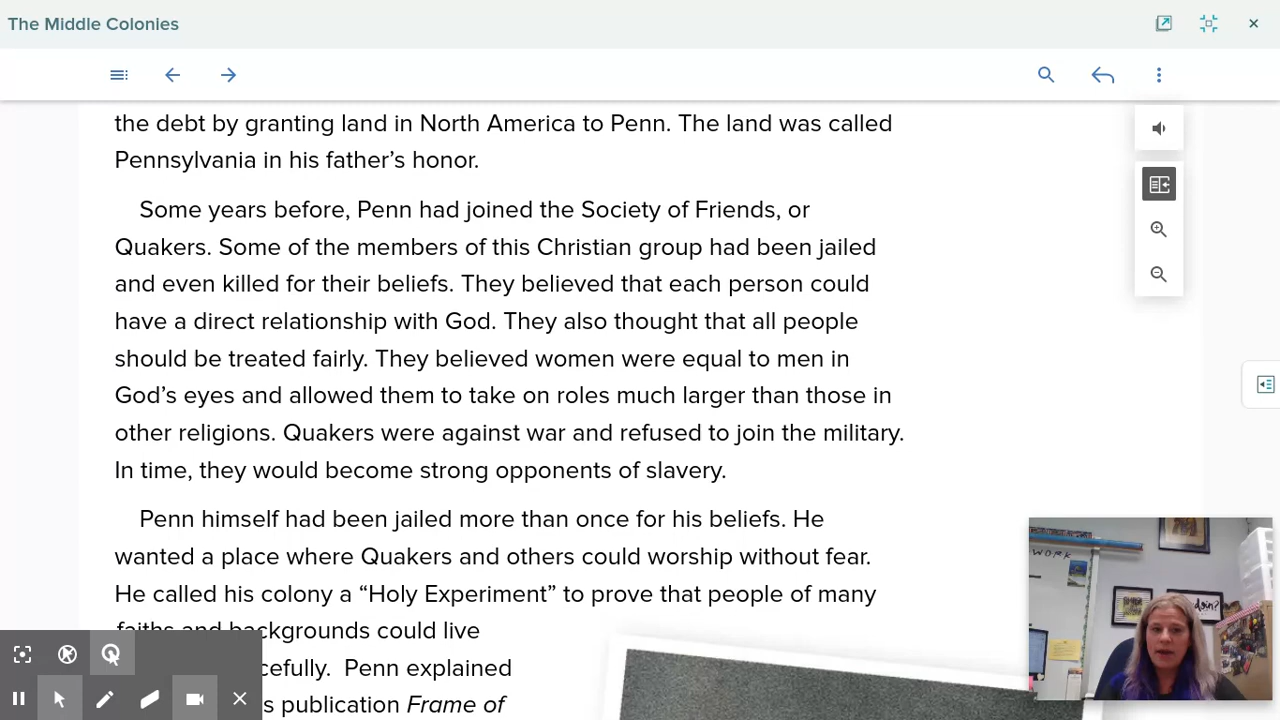 The Middle Colonies
the debt by granting land in North America to Penn. The land was called
Pennsylvania in his father’s honor.
Some years before, Penn had joined the Society of Friends, or
Quakers. Some of the members of this Christian group had been jailed
and even killed for their beliefs. They believed that each person could
have a direct relationship with God. They also thought that all people
should be treated fairly. They believed women were equal to men in
God’s eyes and allowed them to take on roles much larger than those in
other religions. Quakers were against war and refused to join the military.
In time, they would become strong opponents of slavery.
Penn himself had been jailed more than once for his beliefs. He
wanted a place where Quakers and others could worship without fear.
He called his colony a “Holy Experiment” to prove that people of many
faiths and backgrounds could live
cefully. Penn explained
s publication Frame of
WORK
doin?